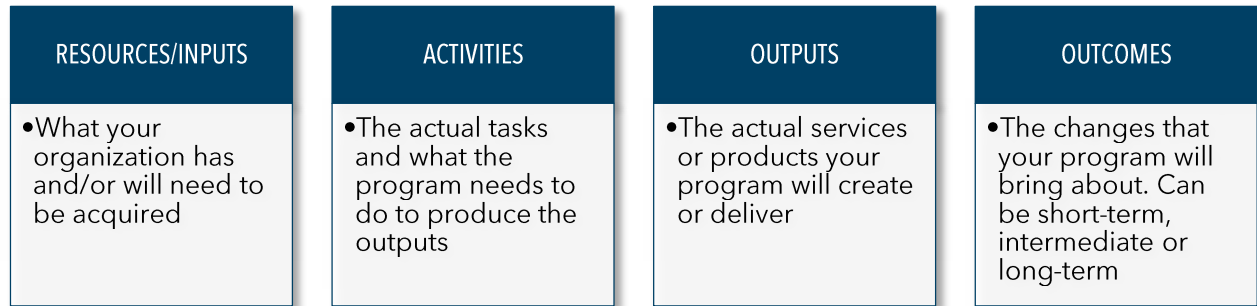 RESOURCES/INPUTS
•What your
organization has
and/or will need to
be acquired
ACTIVITIES
•The actual tasks
and what the
program needs to
do to produce the
outputs
OUTPUTS
•The actual services
or products your
program will create
or deliver
OUTCOMES
•The changes that
your program will
bring about. Can
be short-term,
intermediate or
long-term